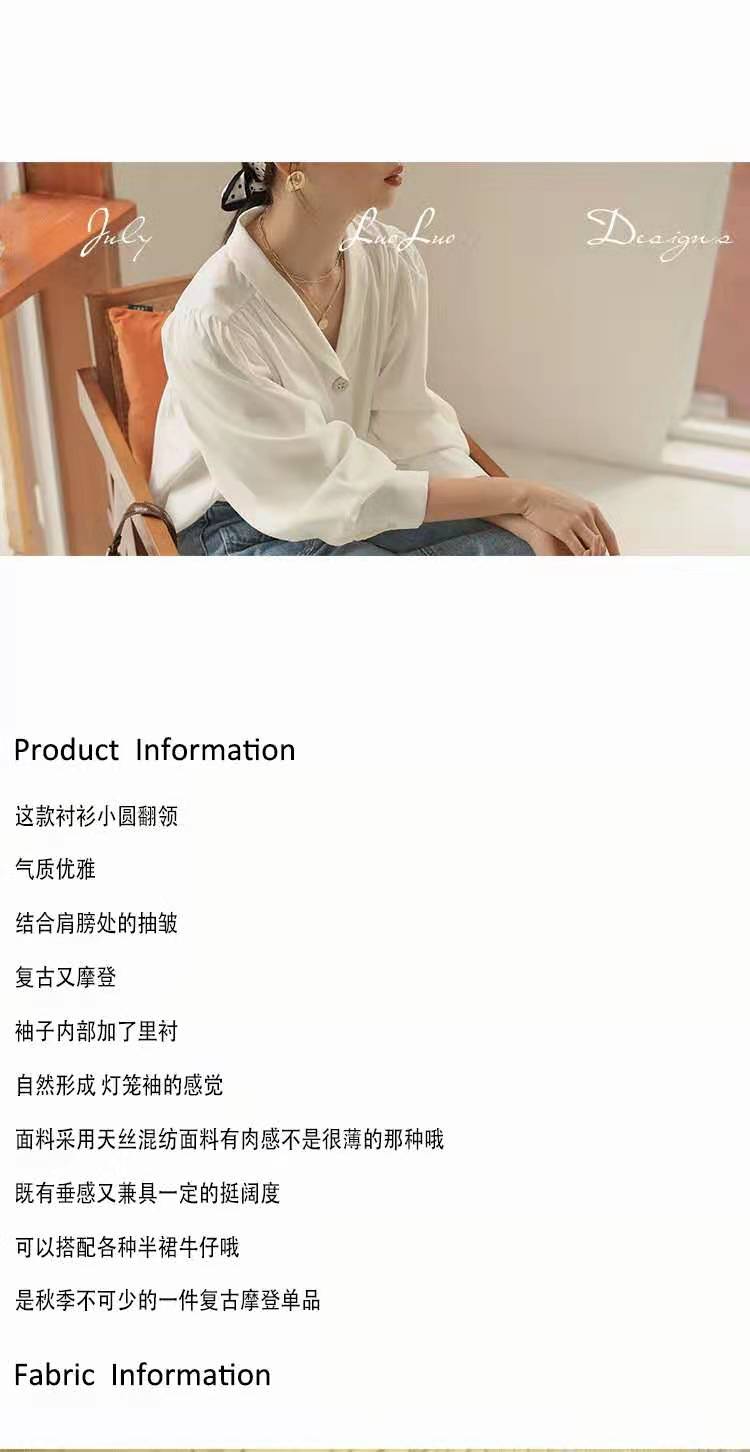 July LuoLuo Designs
Product Information
这款衬衫小圆翻领
气质优雅
结合肩膀处的抽皱
复古又摩登
袖子内部加了里衬
自然形成 灯笼袖的感觉
面料采用天丝混纺面料有肉感不是很薄的那种哦
既有垂感又兼具一定的挺阔度
可以搭配各种半裙牛仔哦
是秋季不可少的一件复古摩登单品
Fabric Information